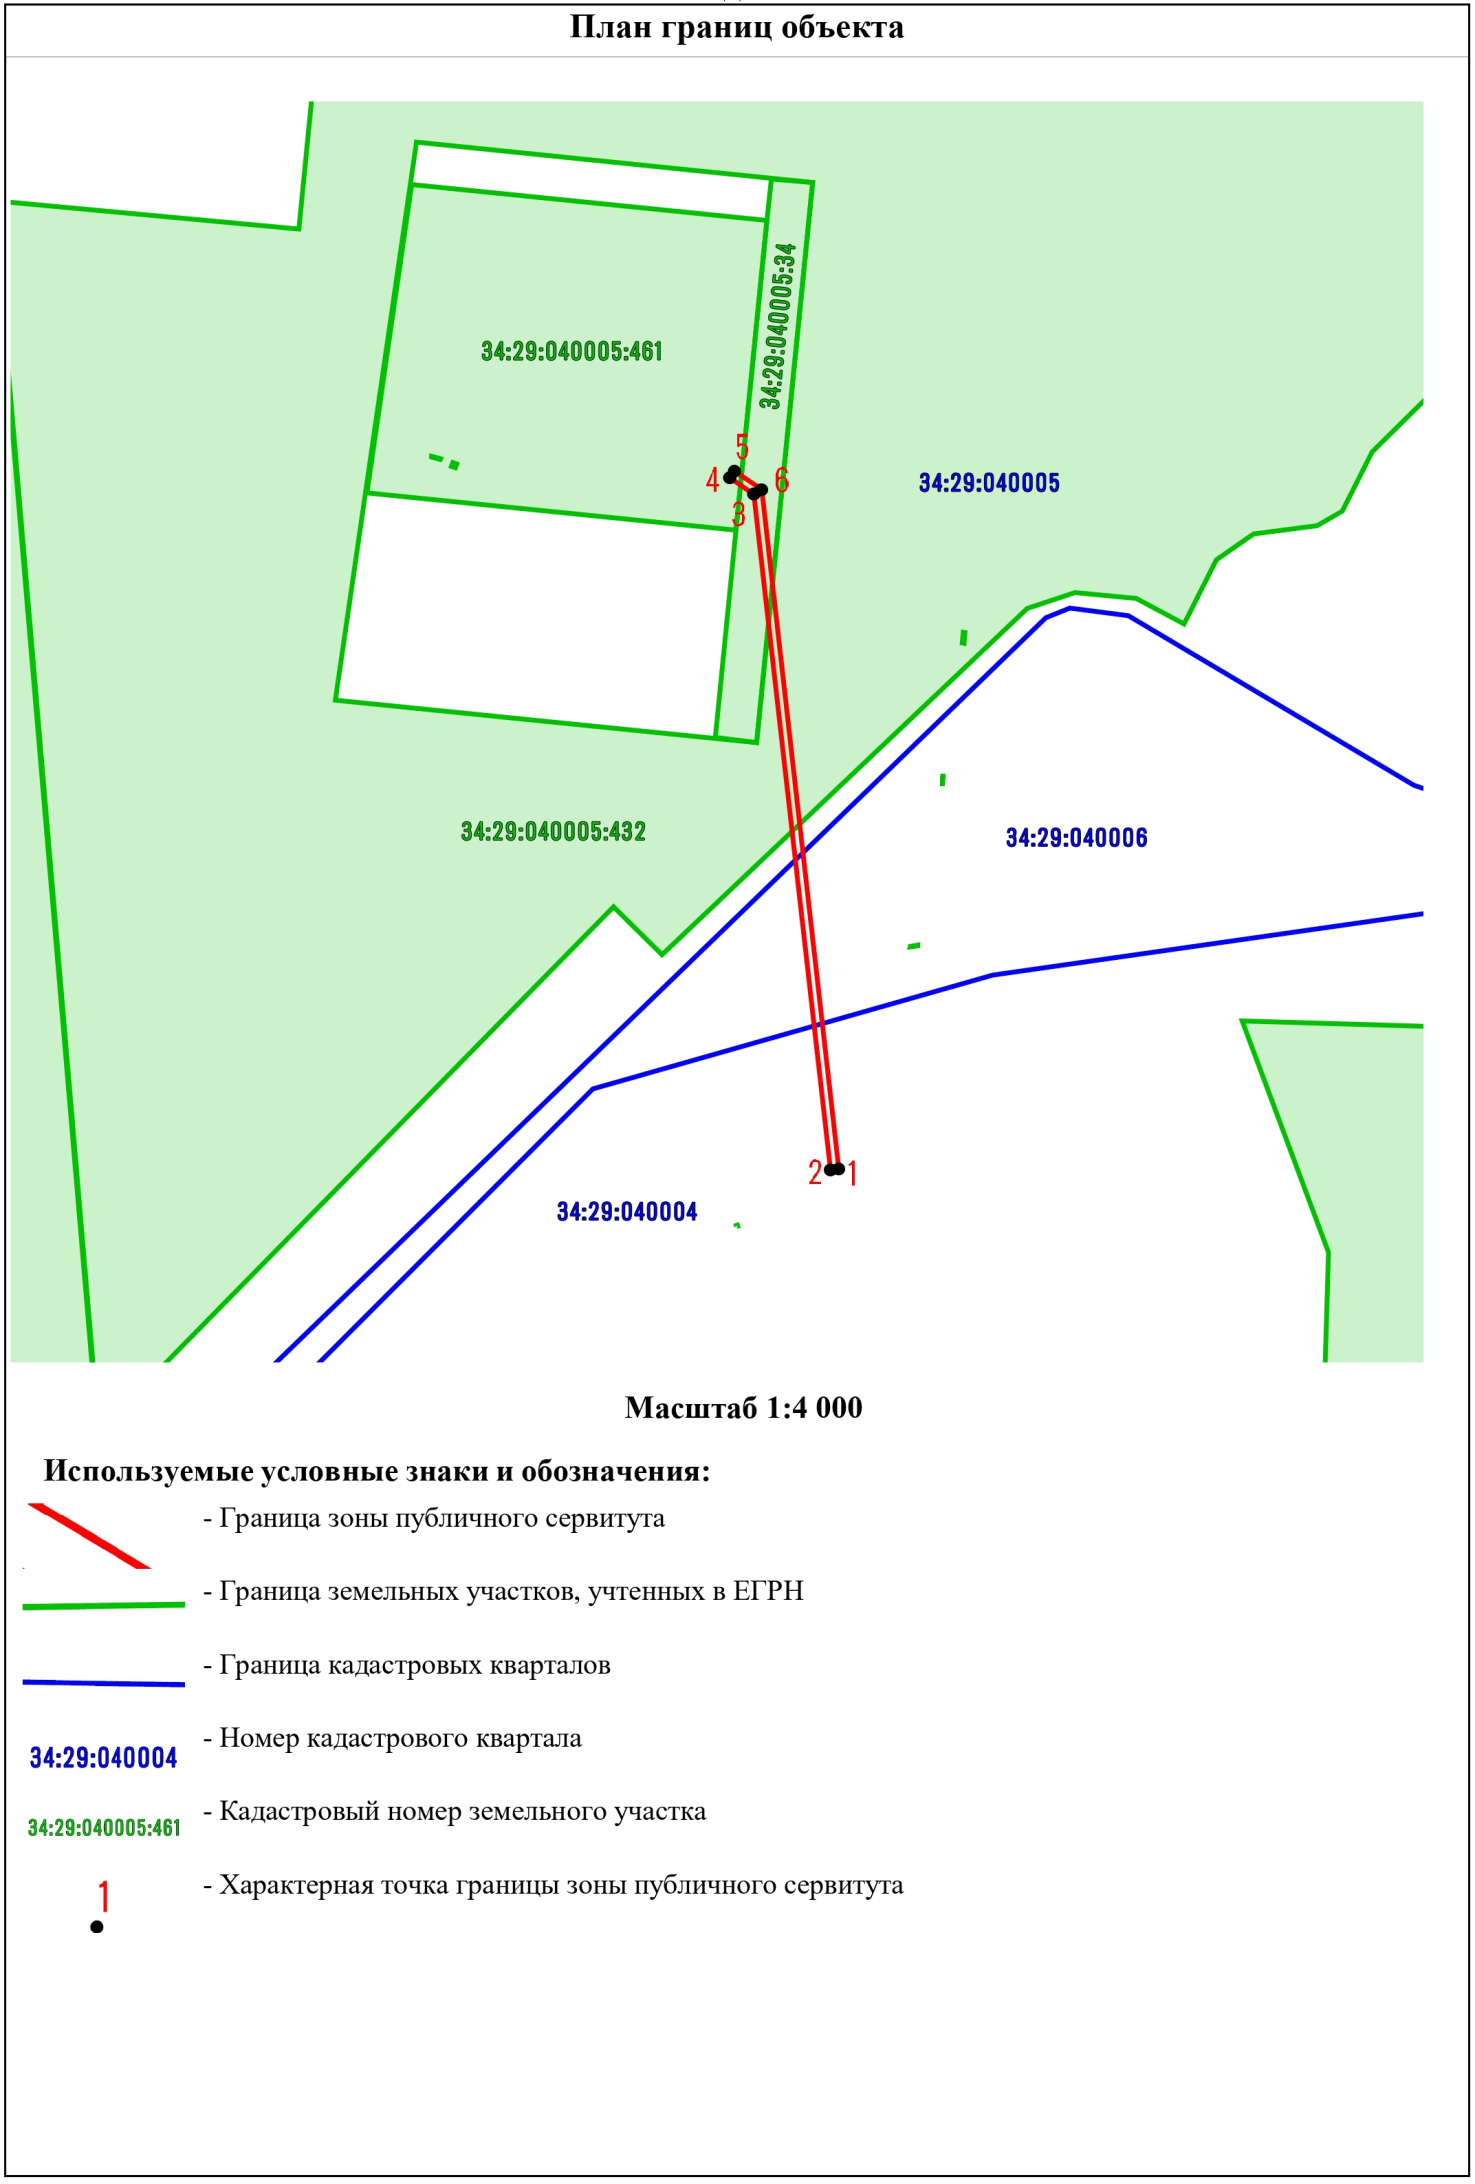 План границ объекта
34:29:040005:461
34:29:040005:34
5
4
6
3
34:29:040005
34:29:040005:432
34:29:040006
2
1
34:29:040004
Масштаб 1:4 000
Используемые условные знаки и обозначения:
- Граница зоны публичного сервитута
- Граница земельных участков, учтенных в ЕГРН
- Граница кадастровых кварталов
34:29:040004 - Номер кадастрового квартала
34:29:040005:461 - Кадастровый номер земельного участка
1 - Характерная точка границы зоны публичного сервитута